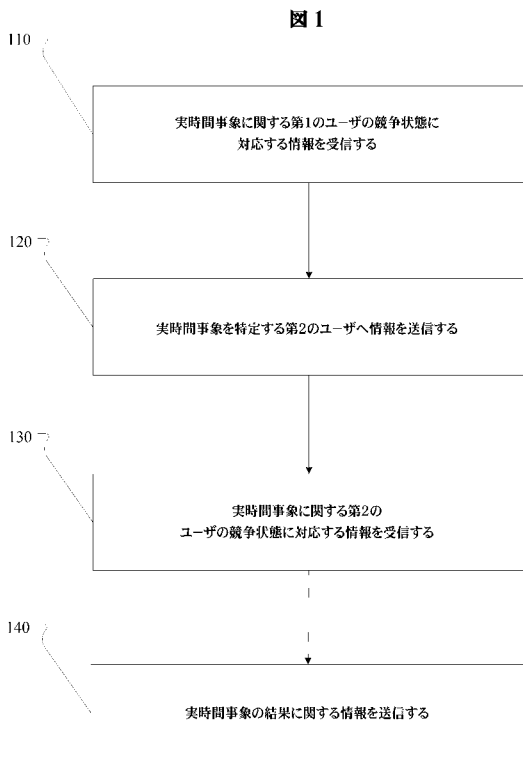 図1
110
実時間事象に関する第1のユーザの競争状態に
対応する情報を受信する
120
実時間事象を特定する第2のユーザへ情報を送信する
130
実時間事象に関する第2の
ユーザの競争状態に対応する情報を受信する
140
実時間事象の結果に関する情報を送信する